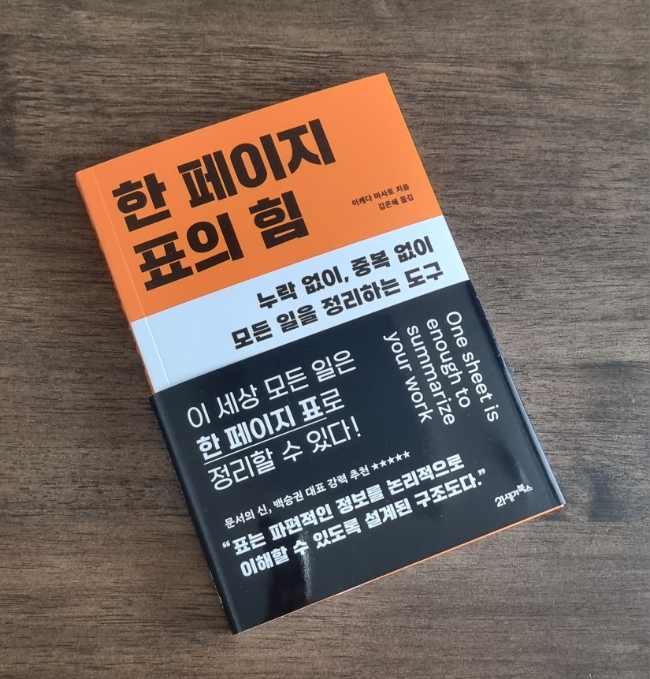 한 페이지
표의 힘
이케다 마사토 지음
김은혜 옮김
누락 없이, 중복 없이
모든 일을 정리하는 도구
One sheet is
enough to
summarize
your work
이 세상 모든 일은
한 페이지 표로
정리할 수 있다!
문서의 신, 백승권 대표 강력 추천 ★★★★★
“표는 파편적인 정보를 논리적으로
이해할 수 있도록 설계된 구조도다.”
21세기북스